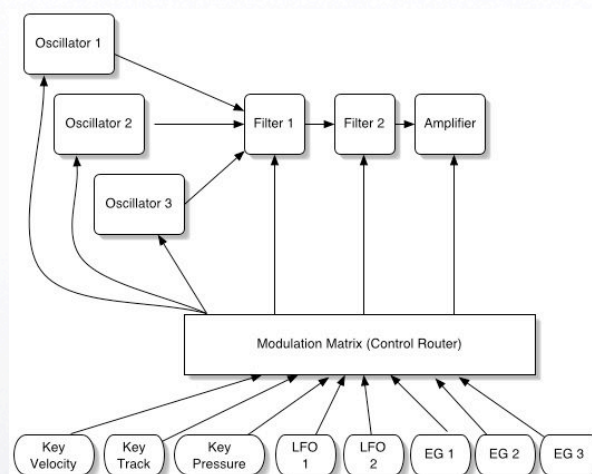 Oscillator 1
Oscillator 2
Filter 1
Filter 2
Amplifier
Oscillator 3
Modulation Matrix (Control Router)
Key
Velocity
Key
Track
Key
Pressure
LFO
1
LFO
2
EG 1
EG 2
EG 3